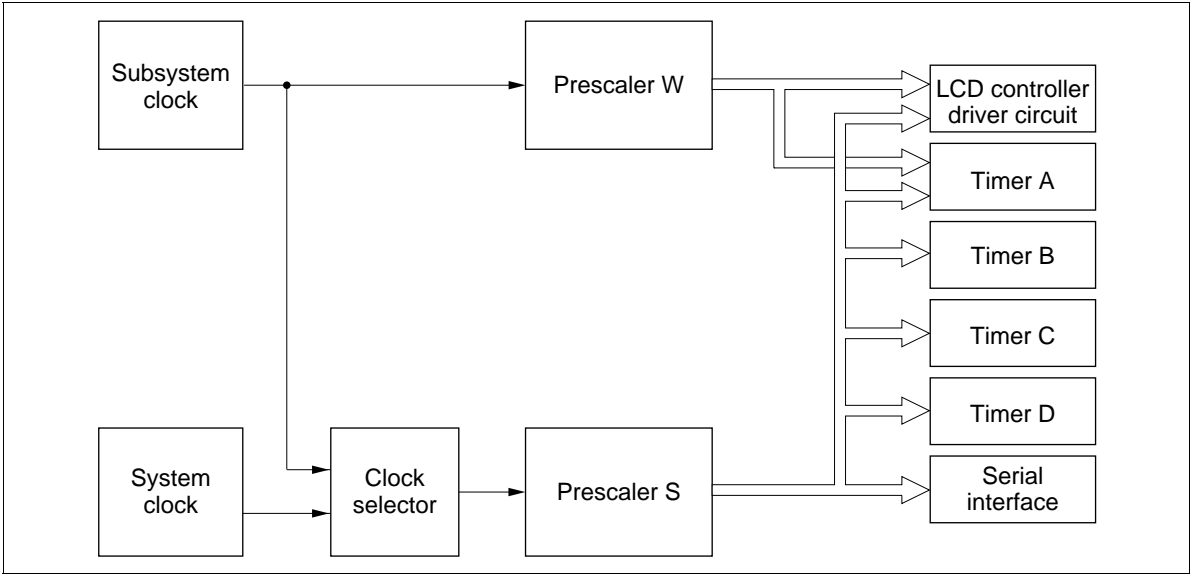 Subsystem
clock
Prescaler W
LCD controller
driver circuit
Timer A
Timer B
Timer C
Timer D
System
clock
Clock
selector
Prescaler S
Serial
interface